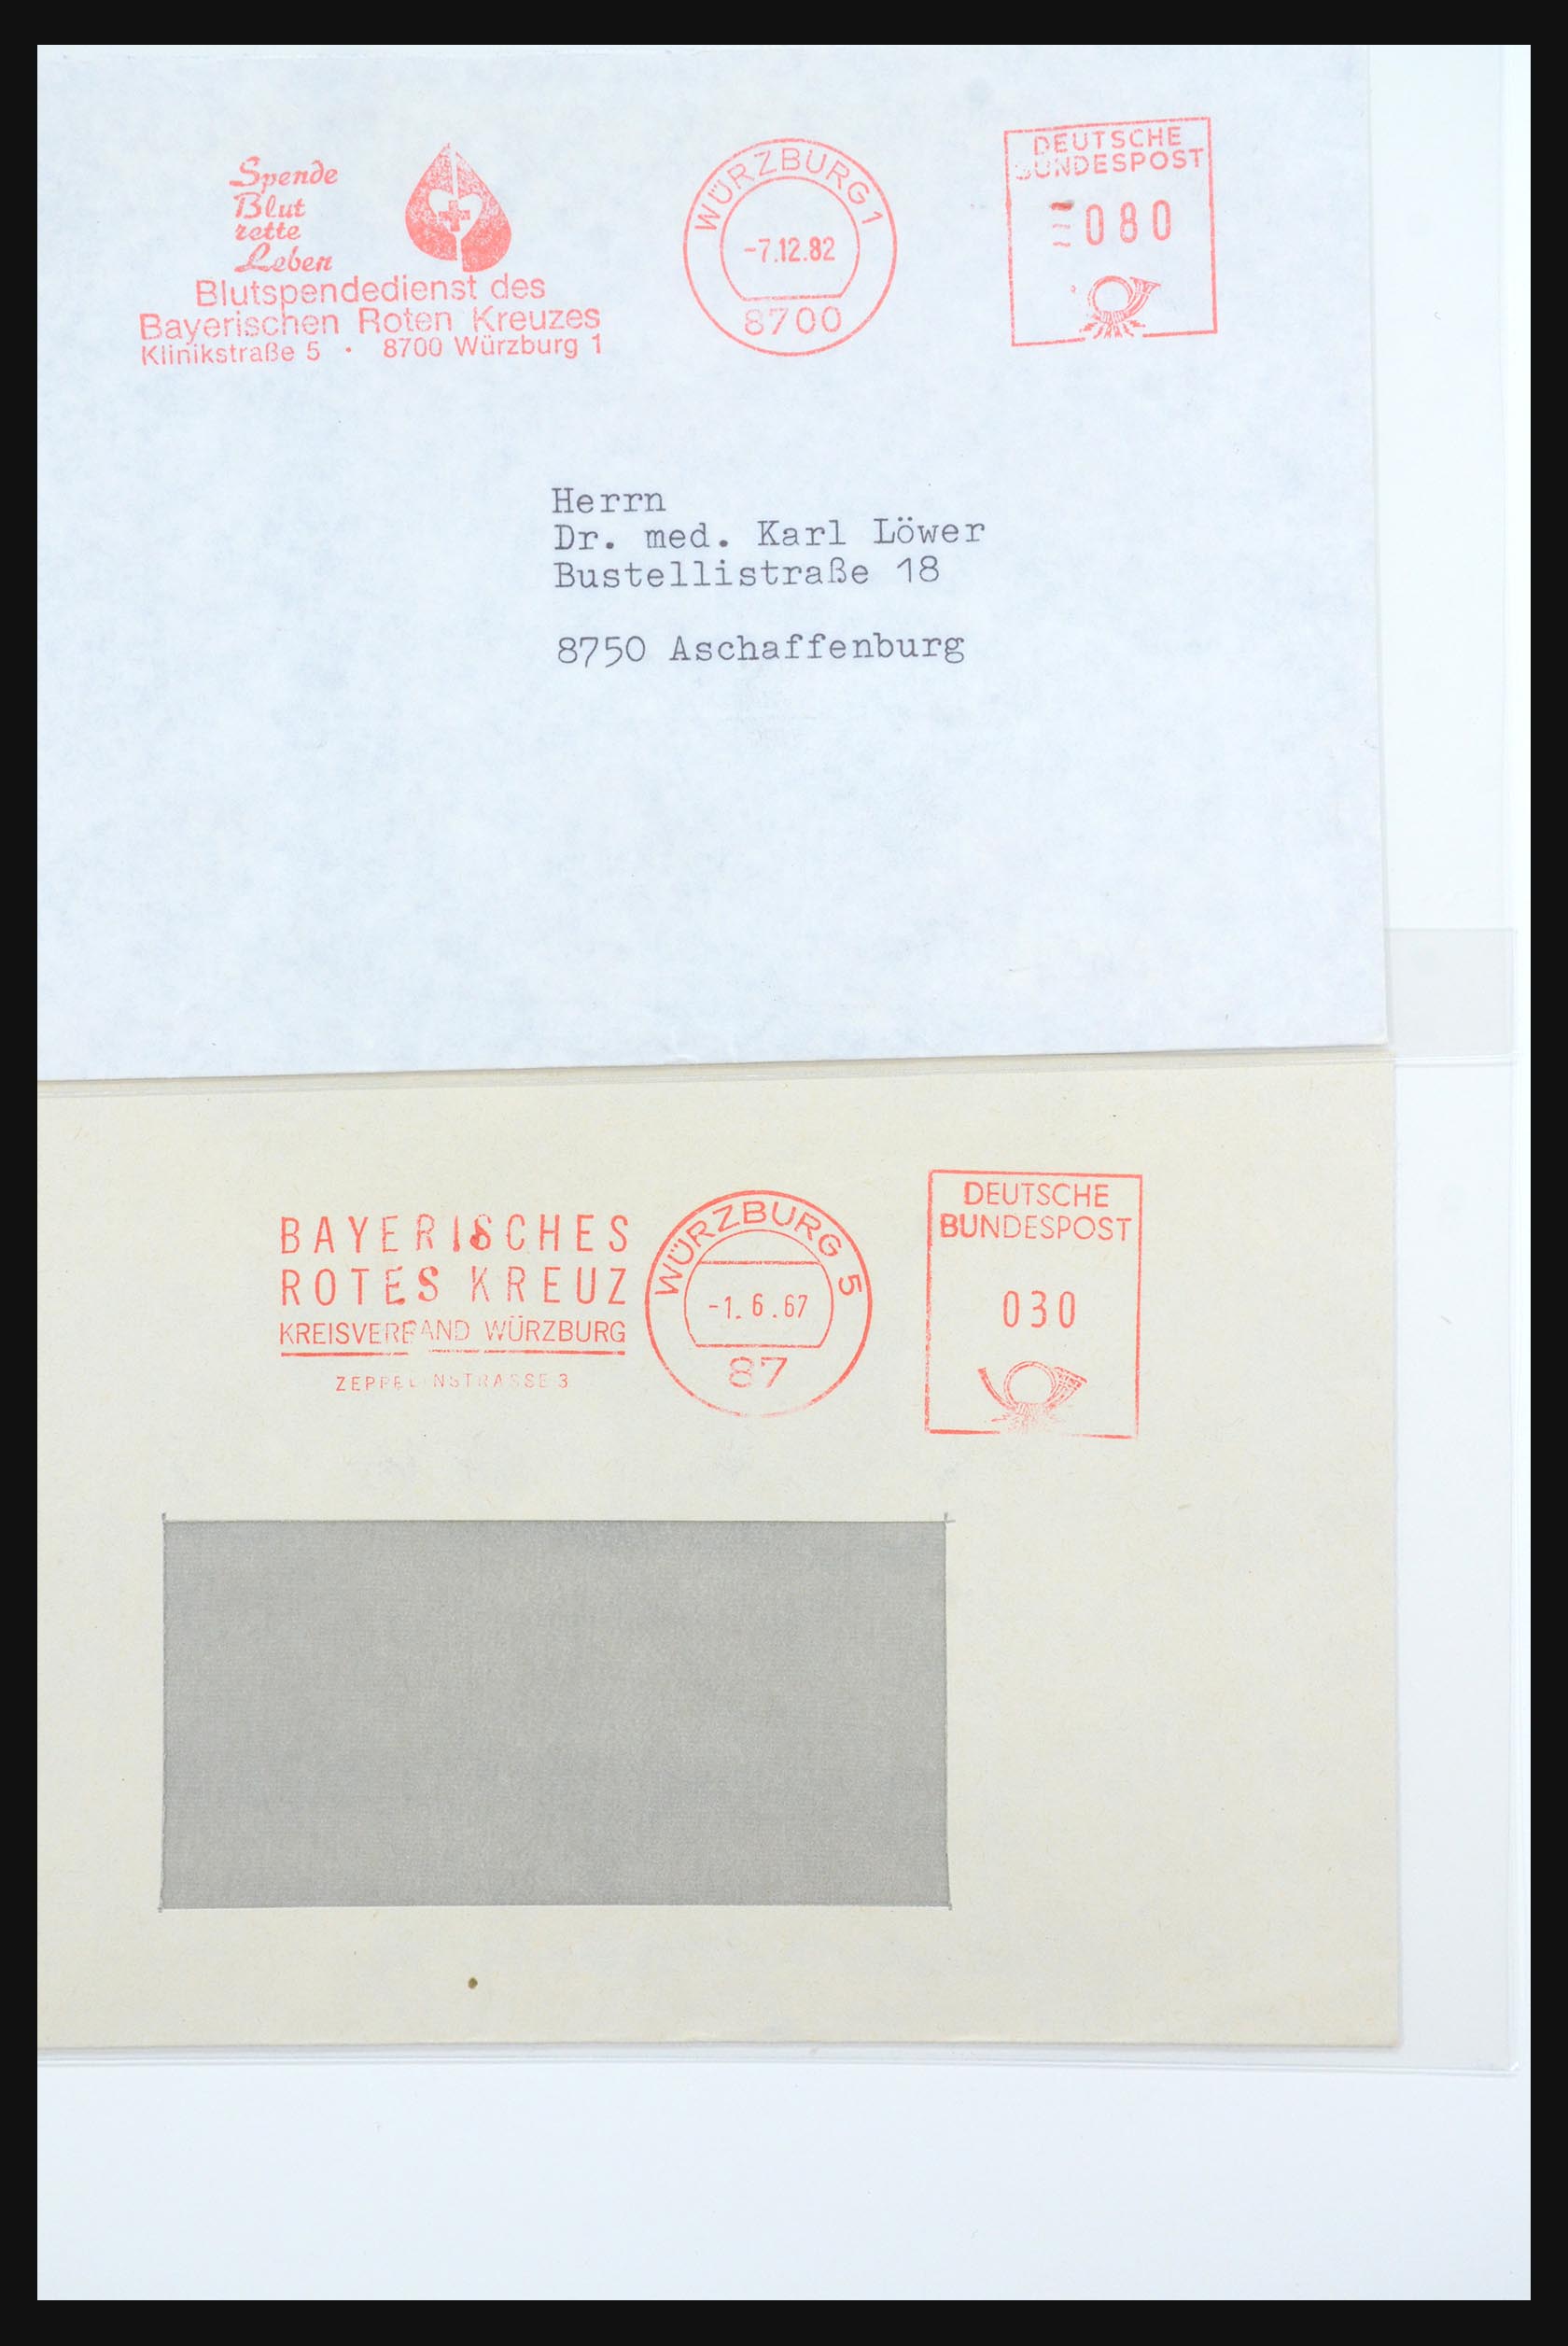 Spende
Blut
rette
Leben
Blutspendedienst des
Bayerischen Roten Kreuzes
Klinikstraße 5 · 8700 Würzburg 1
WÜRZBURG 1
-7.12.82
8700
DEUTSCHE
BUNDESPOST
080
Herrn
Dr. med. Karl Löwer
Bustellistraße 18
8750 Aschaffenburg
BAYERISCHES
ROTES KREUZ
KREISVERBAND WÜRZBURG
ZEPPELINSTRASSE 3
WÜRZBURG 5
-1.6.67
87
DEUTSCHE
BUNDESPOST
030